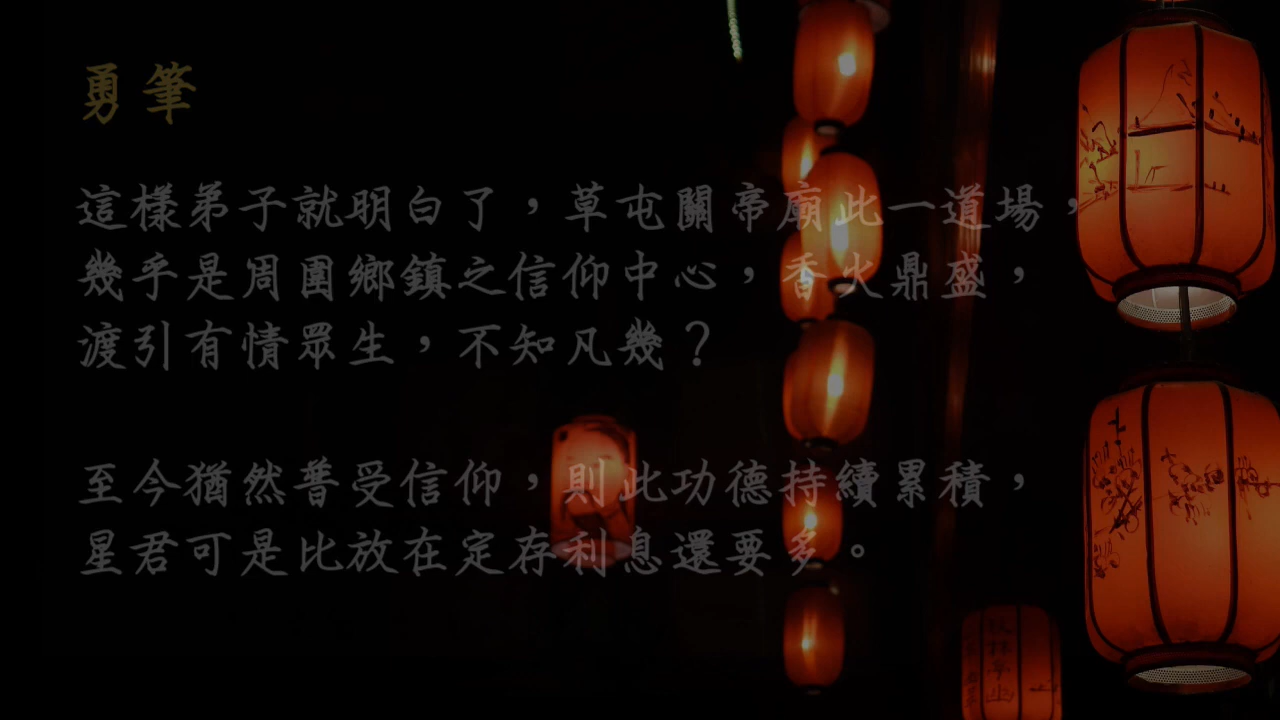 勇筆
這樣弟子就明白了，草屯關帝廟此一道場，
幾乎是周圍鄉鎮之信仰中心，香火鼎盛，
渡引有情眾生，不知凡幾？
至今猶然普受信仰，則此功德持續累積，
星君可是比放在定存利息還要多。